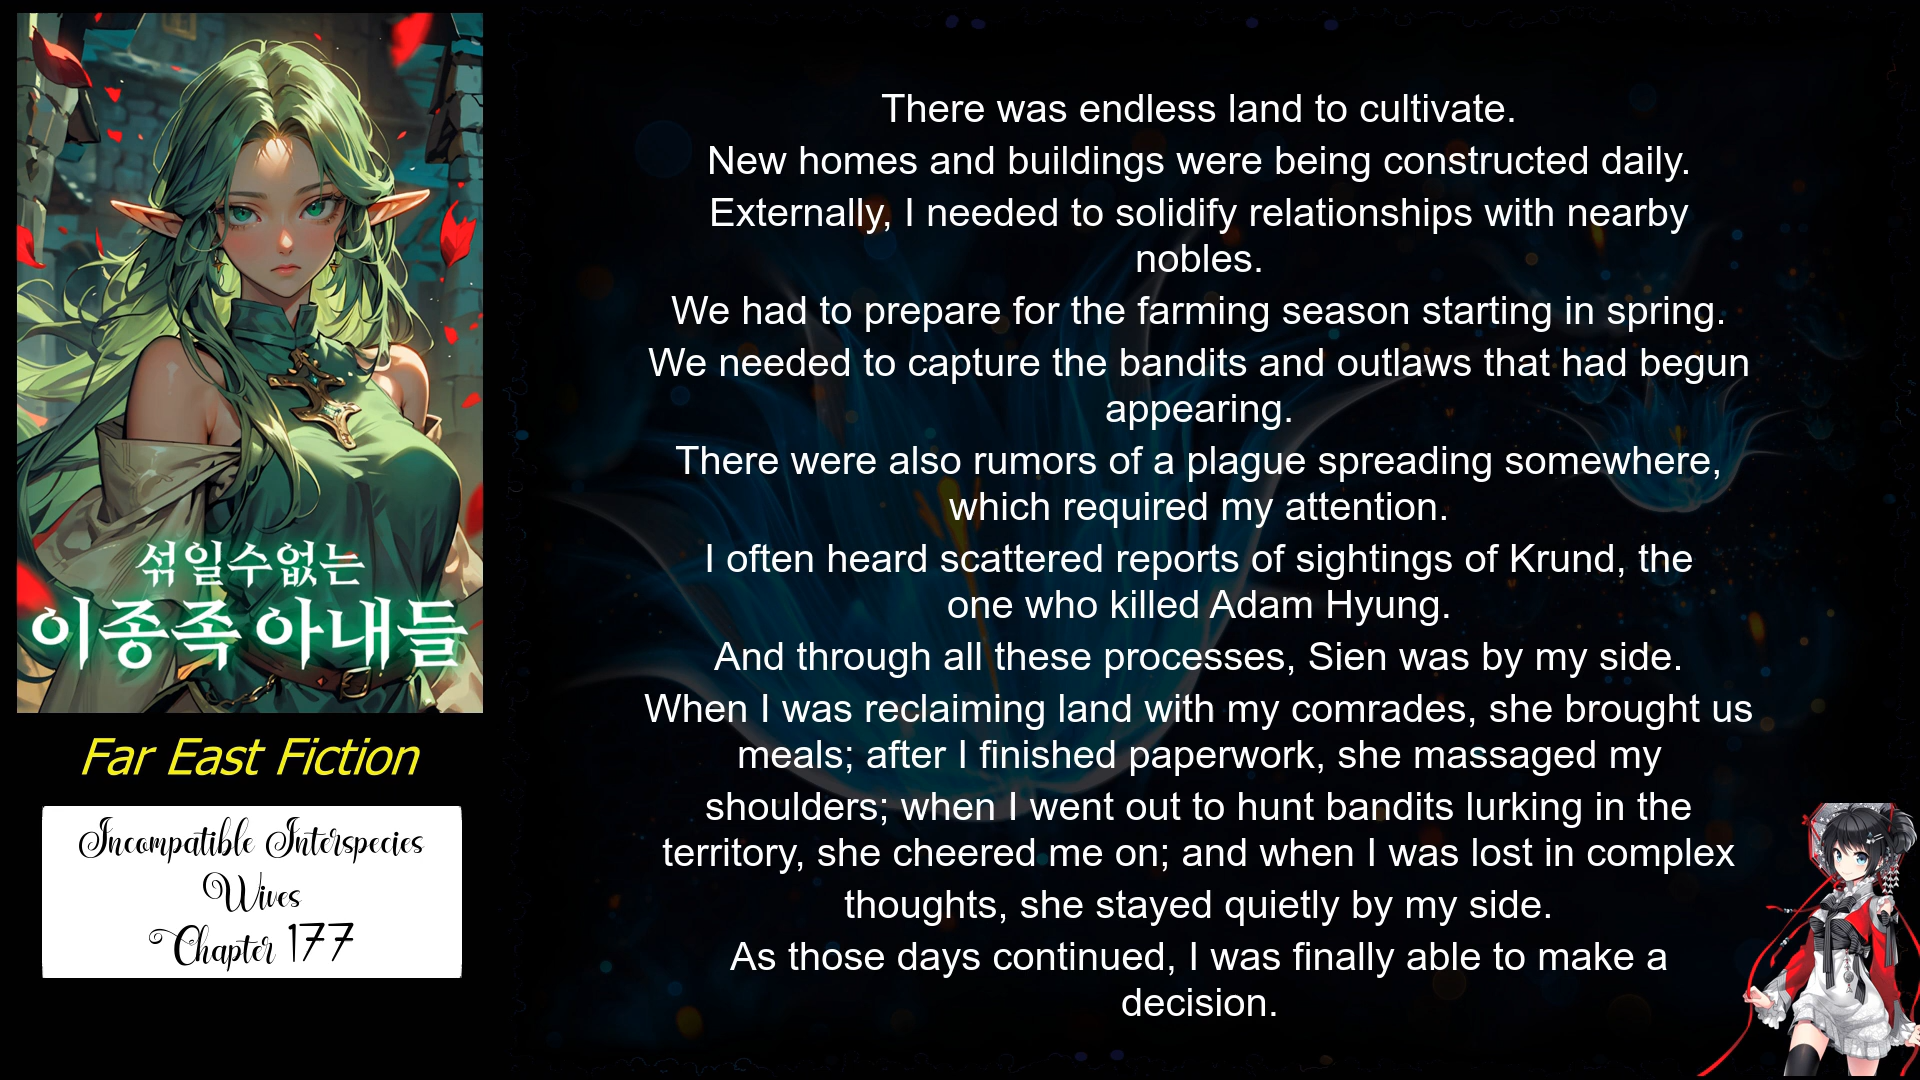 섞일 수 없는
이종족 아내들
Far East Fiction
Incompatible Interspecies
Wives
Chapter 177
There was endless land to cultivate.
New homes and buildings were being constructed daily.
Externally, I needed to solidify relationships with nearby
nobles.
We had to prepare for the farming season starting in spring.
We needed to capture the bandits and outlaws that had begun
appearing.
There were also rumors of a plague spreading somewhere,
which required my attention.
I often heard scattered reports of sightings of Krund, the
one who killed Adam Hyung.
And through all these processes, Sien was by my side.
When I was reclaiming land with my comrades, she brought us
meals; after I finished paperwork, she massaged my
shoulders; when I went out to hunt bandits lurking in the
territory, she cheered me on; and when I was lost in complex
thoughts, she stayed quietly by my side.
As those days continued, I was finally able to make a
decision.